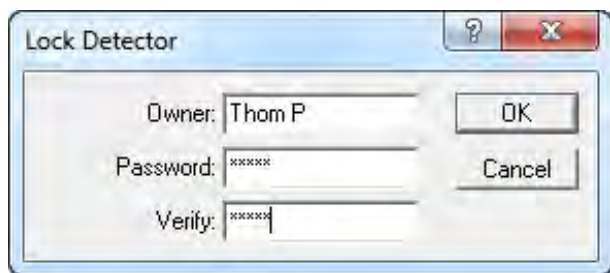 Lock Detector
? X
Owner: Thom P OK
Password: ***** Cancel
Verify: *****